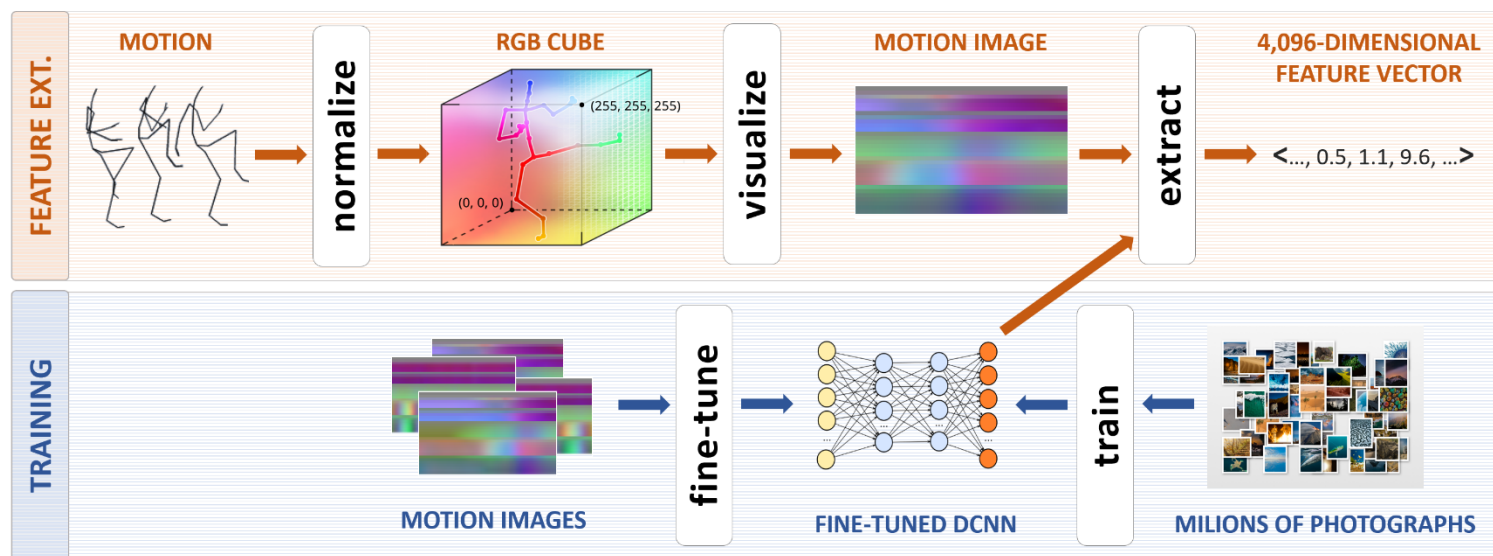 FEATURE EXT.
MOTION
normalize
RGB CUBE
(255, 255, 255)
(0, 0, 0)
visualize
MOTION IMAGE
extract
4,096-DIMENSIONAL
FEATURE VECTOR
<..., 0.5, 1.1, 9.6, ...>
TRAINING
MOTION IMAGES
fine-tune
...
...
...
...
FINE-TUNED DCNN
train
MILIONS OF PHOTOGRAPHS